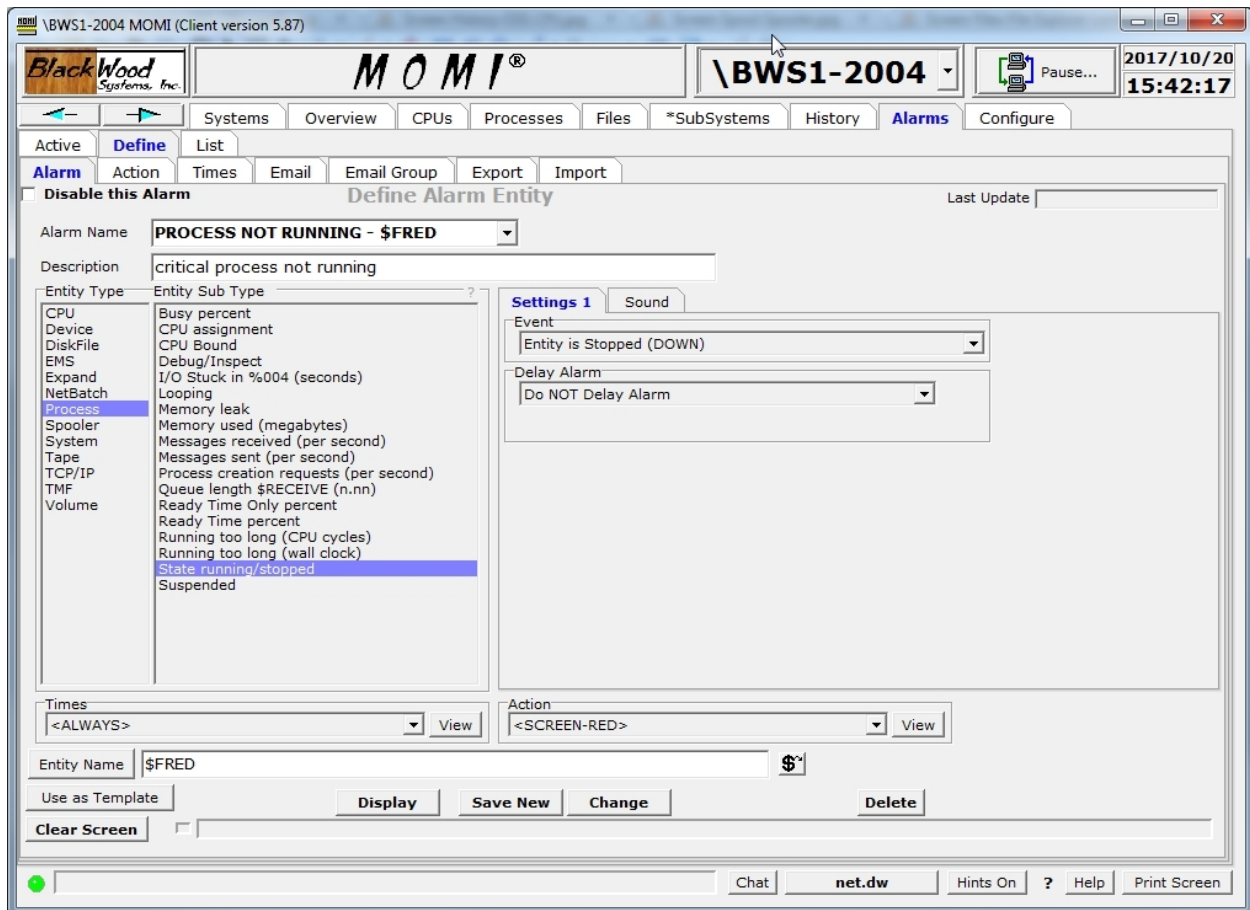 \BWS1-2004 MOMI (Client version 5.87)
BlackWood Systems, Inc.
MOMI®
\BWS1-2004
Pause...
2017/10/20
15:42:17
Systems Overview CPUs Processes Files *SubSystems History Alarms Configure
Active Define List
Alarm Action Times Email Email Group Export Import
Disable this Alarm
Define Alarm Entity
Last Update
Alarm Name PROCESS NOT RUNNING - $FRED
Description critical process not running
Entity Type
CPU
Device
DiskFile
EMS
Expand
NetBatch
Process
Spooler
System
Tape
TCP/IP
TMF
Volume
Entity Sub Type ?
Busy percent
CPU assignment
CPU Bound
Debug/Inspect
I/O Stuck in %004 (seconds)
Looping
Memory leak
Memory used (megabytes)
Messages received (per second)
Messages sent (per second)
Process creation requests (per second)
Queue length $RECEIVE (n.nn)
Ready Time Only percent
Ready Time percent
Running too long (CPU cycles)
Running too long (wall clock)
State running/stopped
Suspended
Settings 1 Sound
Event
Entity is Stopped (DOWN)
Delay Alarm
Do NOT Delay Alarm
Times
<ALWAYS> View
Action
<SCREEN-RED> View
Entity Name $FRED $
Use as Template
Display Save New Change Delete
Clear Screen
Chat net.dw Hints On ? Help Print Screen